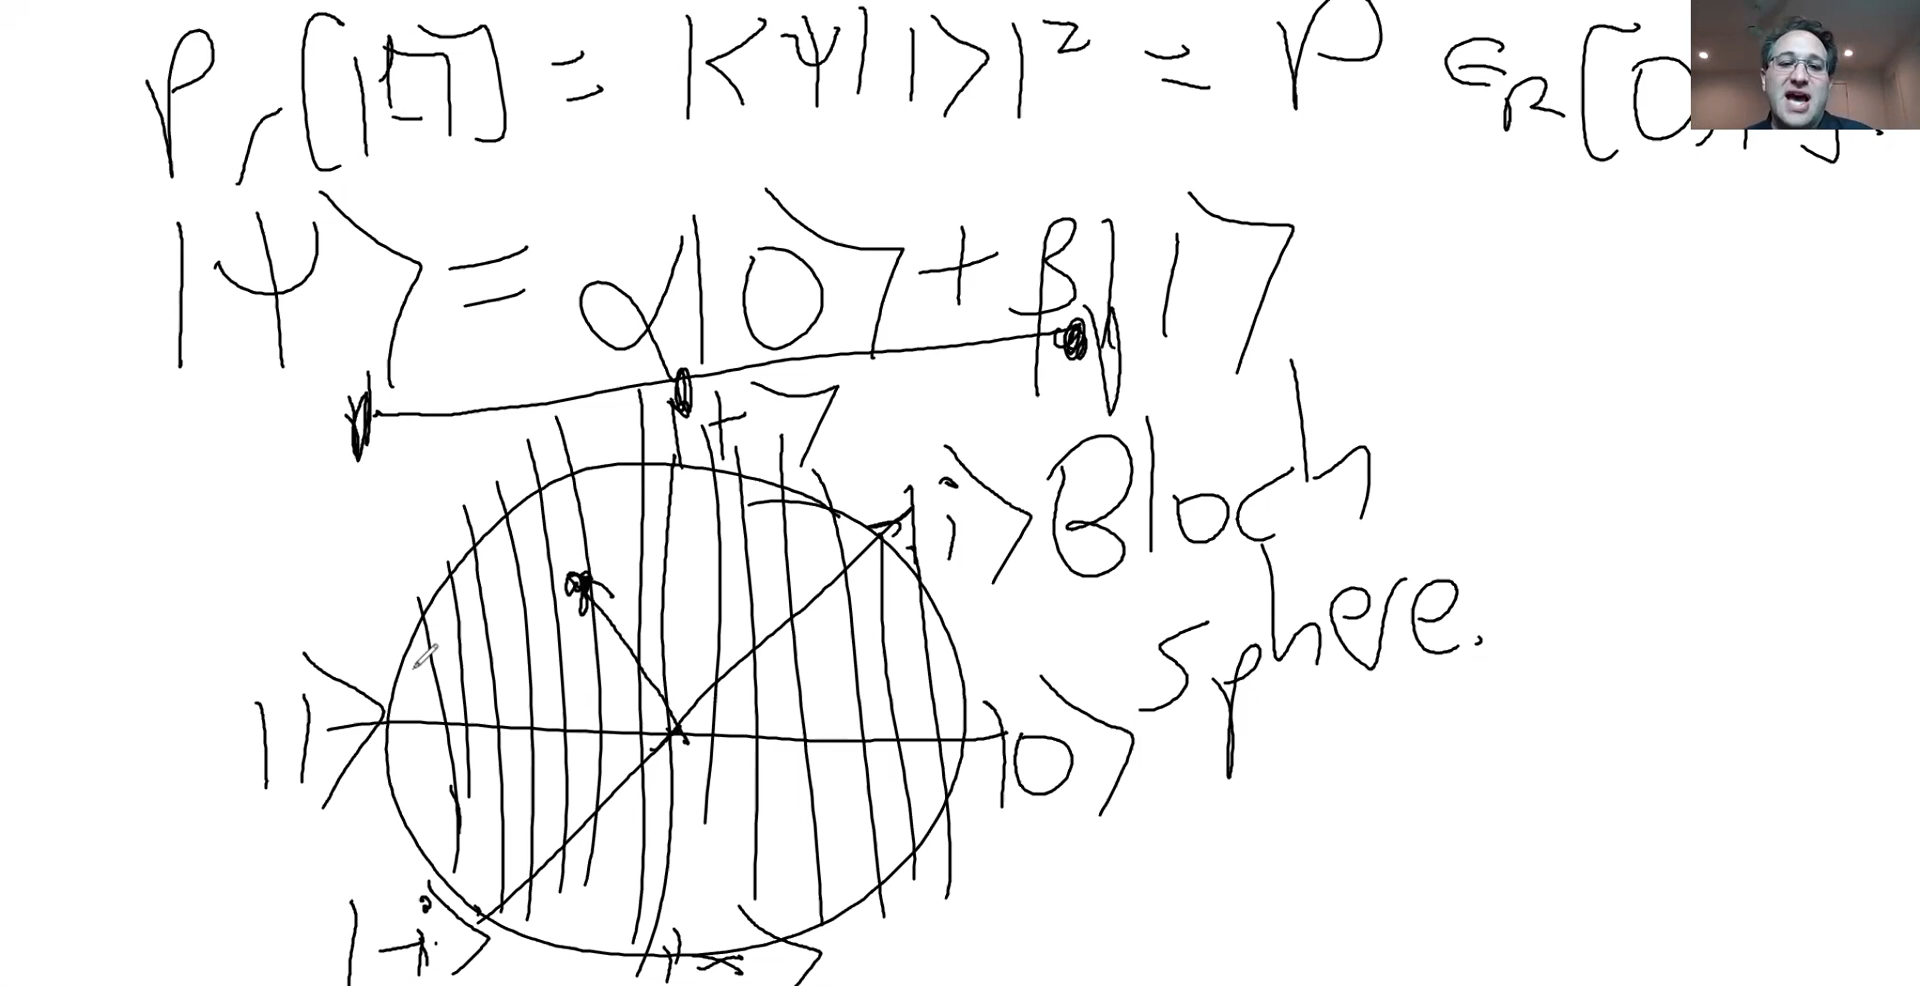 Pr[|1⟩] = |<ψ|1>|² = P ∈R [0,1].
|ψ⟩ = α|0⟩ + β|1⟩
|+⟩
|i⟩ Bloch
sphere.
|1⟩
|0⟩
|-i⟩
|-⟩